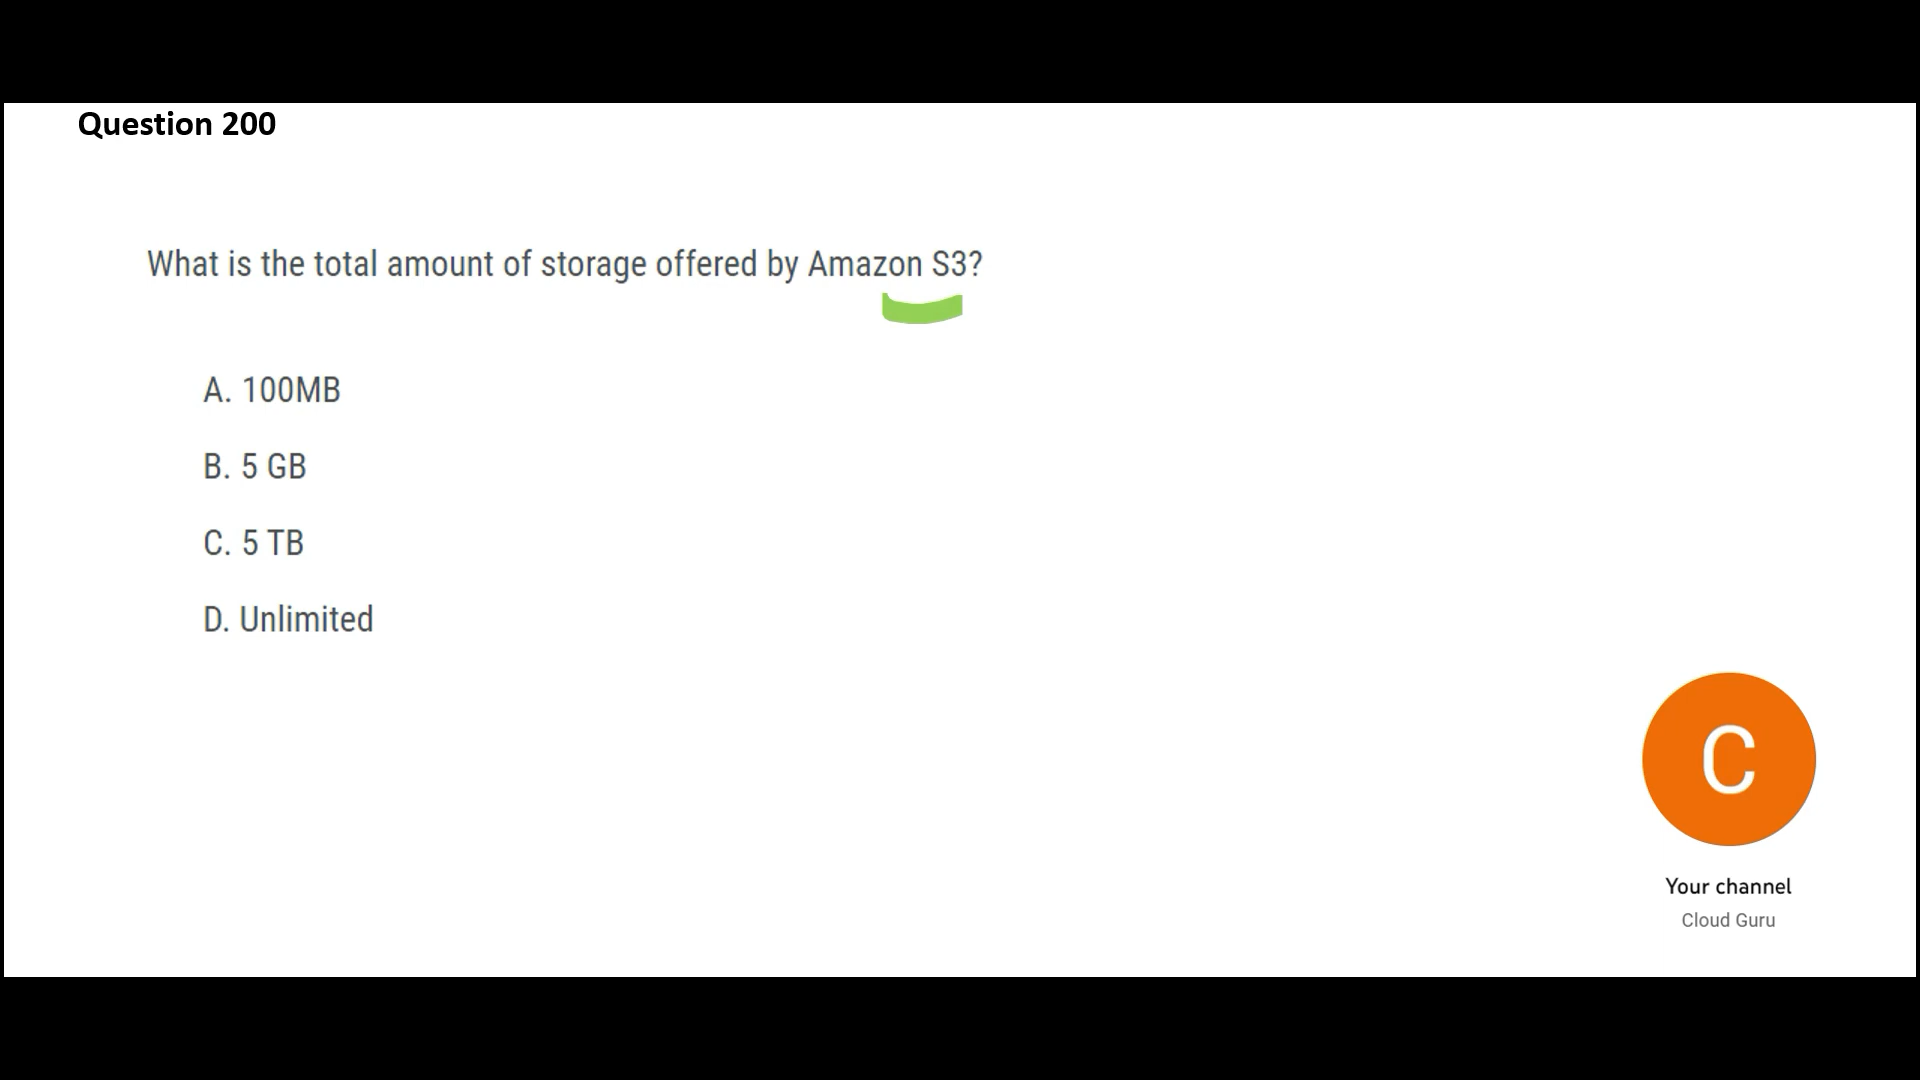 Question 200
What is the total amount of storage offered by Amazon S3?
A. 100MB
B. 5 GB
C. 5 TB
D. Unlimited
C
Your channel
Cloud Guru